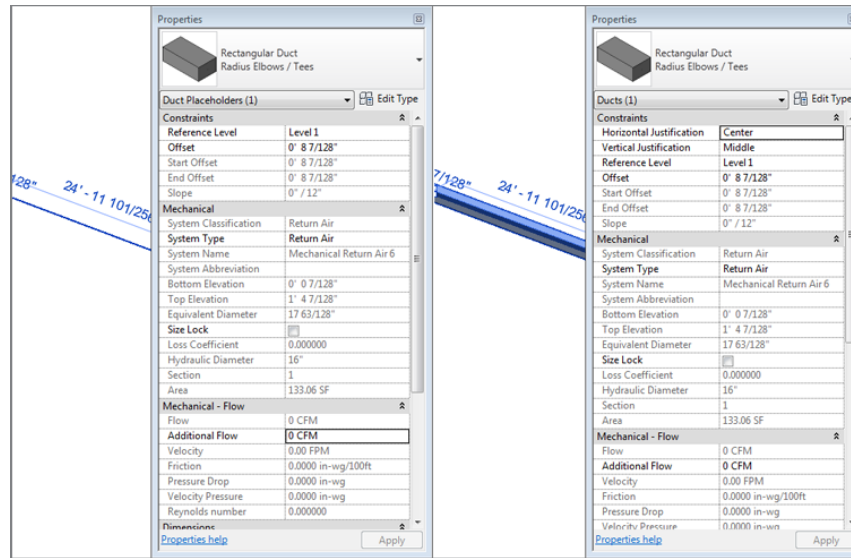 Properties
Rectangular Duct
Radius Elbows / Tees
Duct Placeholders (1)
Edit Type
Constraints
Reference Level Level 1
Offset 0' 8 7/128"
Start Offset 0' 8 7/128"
End Offset 0' 8 7/128"
Slope 0" / 12"
Mechanical
System Classification Return Air
System Type Return Air
System Name Mechanical Return Air 6
System Abbreviation
Bottom Elevation 0' 0 7/128"
Top Elevation 1' 4 7/128"
Equivalent Diameter 17 63/128"
Size Lock
Loss Coefficient 0.000000
Hydraulic Diameter 16"
Section 1
Area 133.06 SF
Mechanical - Flow
Flow 0 CFM
Additional Flow 0 CFM
Velocity 0.00 FPM
Friction 0.0000 in-wg/100ft
Pressure Drop 0.0000 in-wg
Velocity Pressure 0.0000 in-wg
Reynolds number 0.000000
Dimensions
Properties help Apply
128"
24' - 11 101/256
Properties
Rectangular Duct
Radius Elbows / Tees
Ducts (1)
Edit Type
Constraints
Horizontal Justification Center
Vertical Justification Middle
Reference Level Level 1
Offset 0' 8 7/128"
Start Offset 0' 8 7/128"
End Offset 0' 8 7/128"
Slope 0" / 12"
Mechanical
System Classification Return Air
System Type Return Air
System Name Mechanical Return Air 6
System Abbreviation
Bottom Elevation 0' 0 7/128"
Top Elevation 1' 4 7/128"
Equivalent Diameter 17 63/128"
Size Lock
Loss Coefficient 0.000000
Hydraulic Diameter 16"
Section 1
Area 133.06 SF
Mechanical - Flow
Flow 0 CFM
Additional Flow 0 CFM
Velocity 0.00 FPM
Friction 0.0000 in-wg/100ft
Pressure Drop 0.0000 in-wg
Velocity Pressure 0.0000 in-wg
Properties help Apply
7/128"
24' - 11 101/256